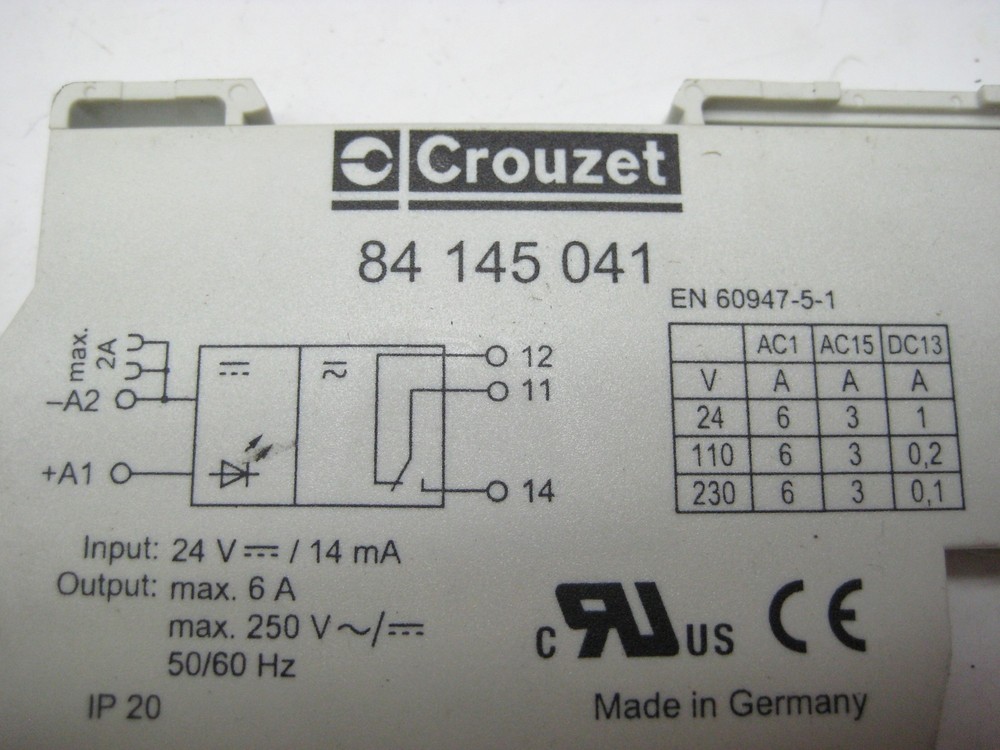 Crouzet
84 145 041
EN 60947-5-1
max.
2A
–A2
+A1
12
11
14
AC1 AC15 DC13
V A A A
24 6 3 1
110 6 3 0,2
230 6 3 0,1
Input: 24 V ⎓ / 14 mA
Output: max. 6 A
max. 250 V ~/⎓
50/60 Hz
IP 20
c RU US CE
Made in Germany